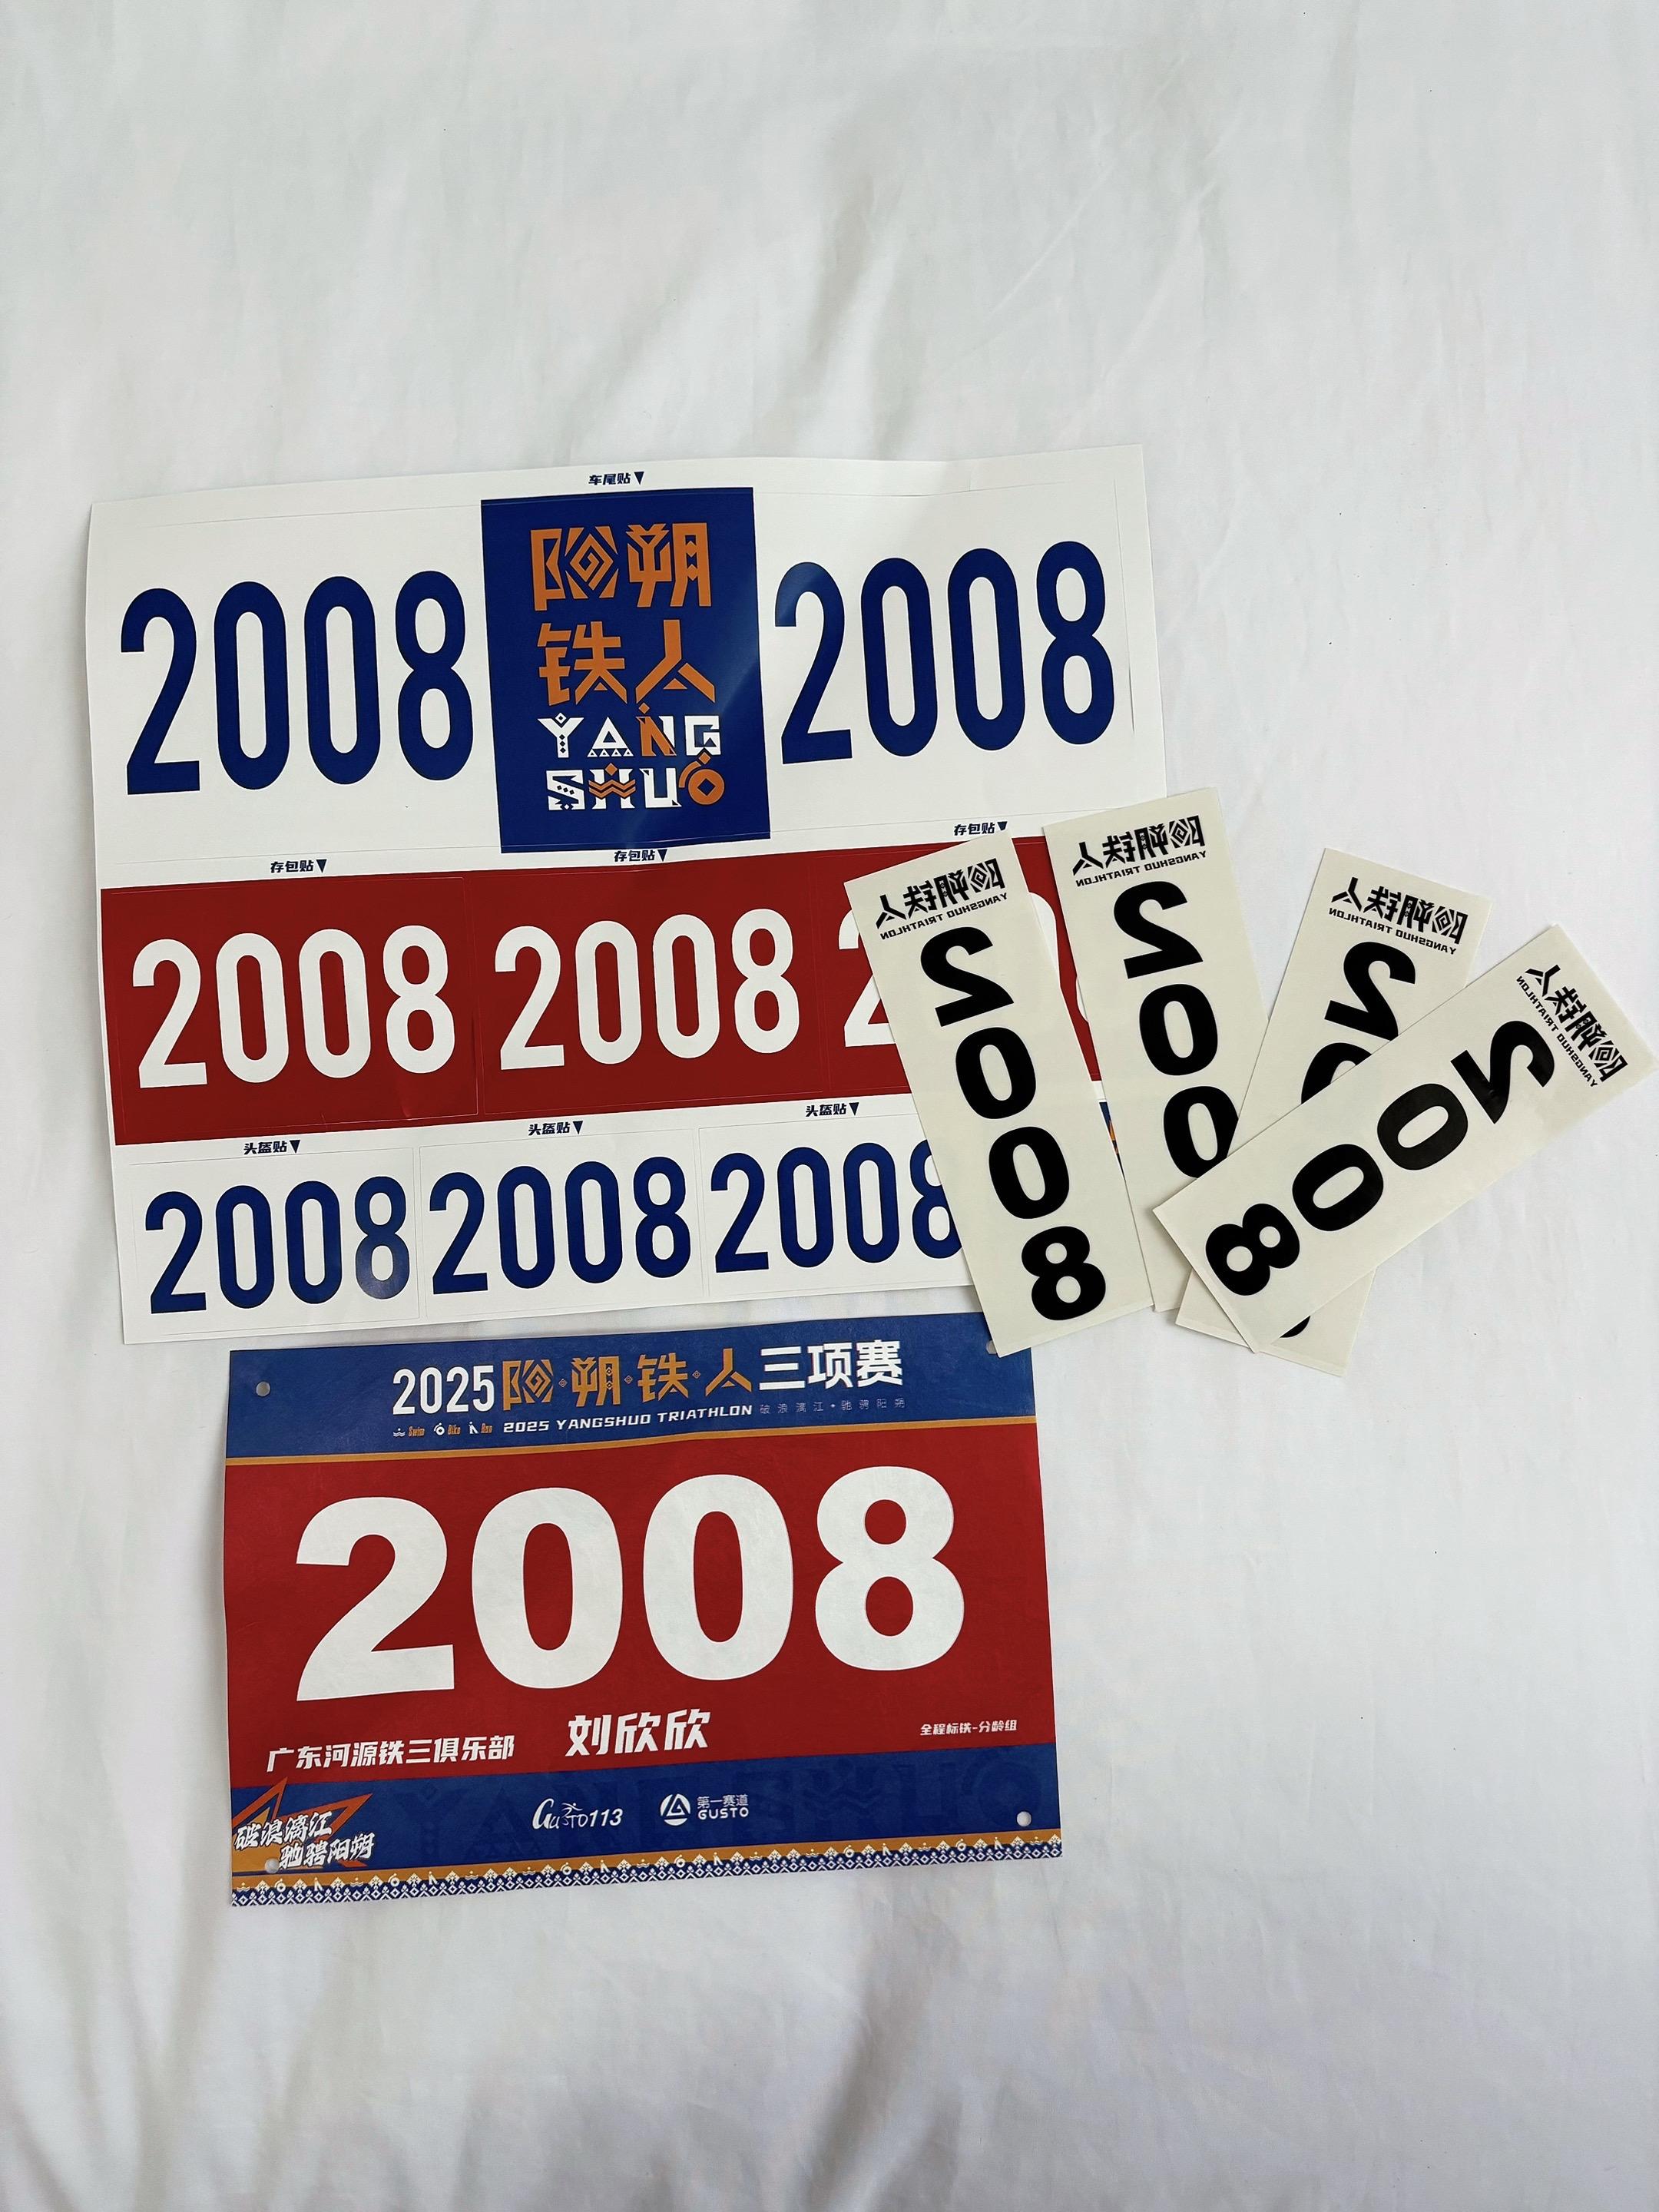 车尾贴
2008
阳朔
铁人
YANG
SHUO
2008
存包贴
存包贴
存包贴
2008
2008
2
头盔贴
头盔贴
头盔贴
2008
2008
2008
阳朔铁人
YANGSHUO TRIATHLON
2008
阳朔铁人
YANGSHUO TRIATHLON
200
阳朔铁人
YANGSHUO TRIATHLON
20
阳朔铁人
YANGSHUO TRIATHLON
2008
2025阳·朔·铁·人三项赛
Swim Bike Run 2025 YANGSHUO TRIATHLON 破浪漓江·驰骋阳朔
2008
广东河源铁三俱乐部 刘欣欣 全程标铁-分龄组
破浪漓江
驰骋阳朔
GUSTO113
第一赛道
GUSTO